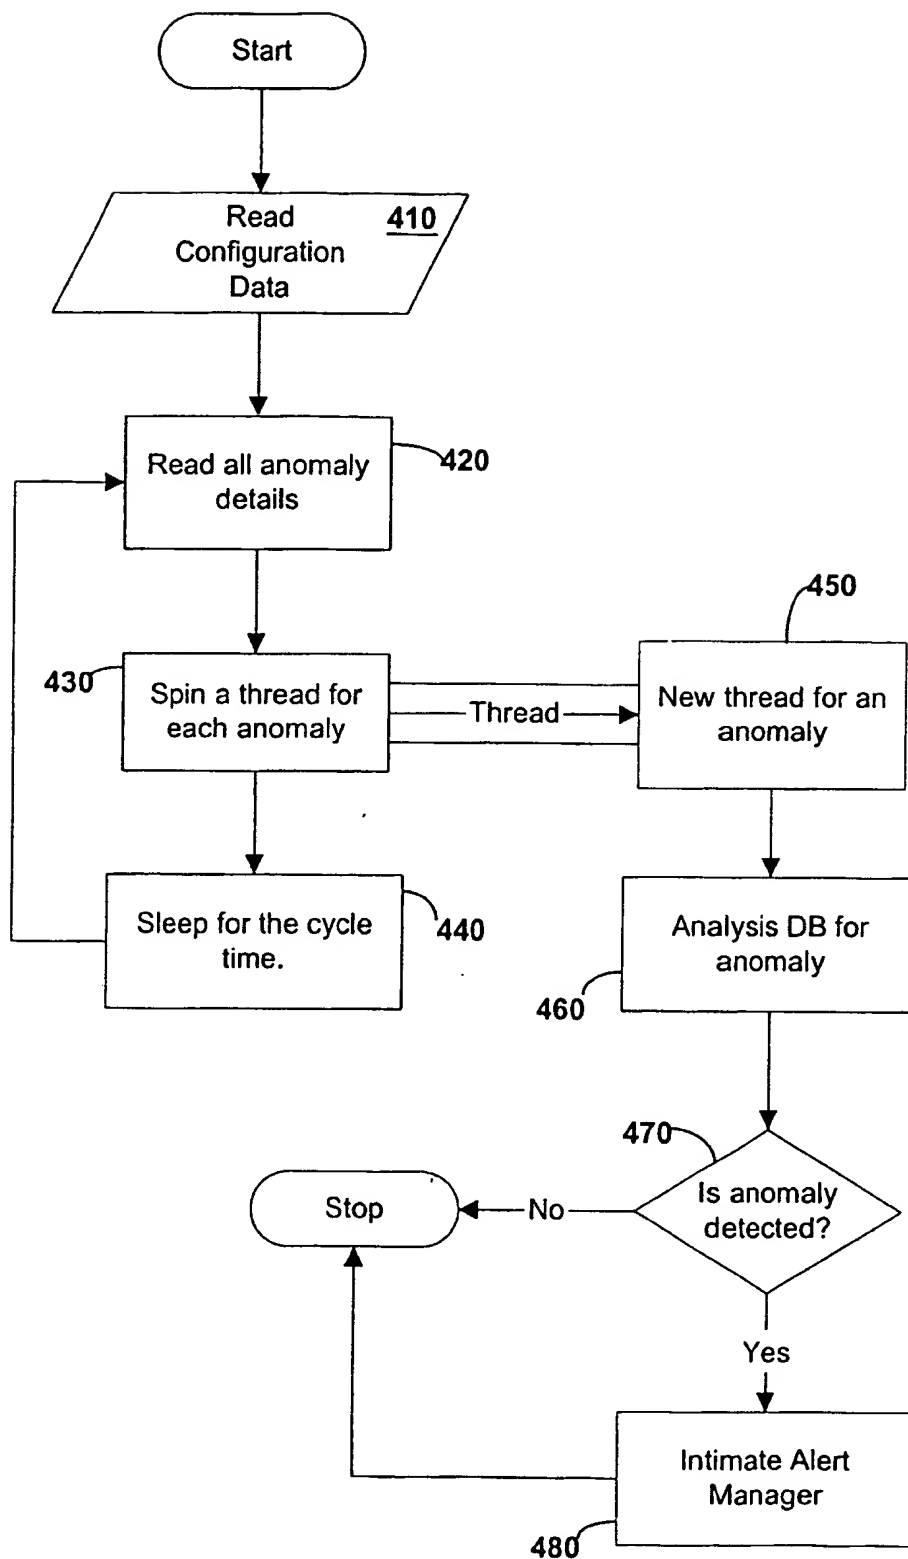 Start
Read
Configuration
Data
410
Read all anomaly
details
420
450
430
Spin a thread for
each anomaly
Thread
New thread for an
anomaly
Sleep for the cycle
time.
440
Analysis DB for
anomaly
460
470
Is anomaly
detected?
No
Stop
Yes
Intimate Alert
Manager
480